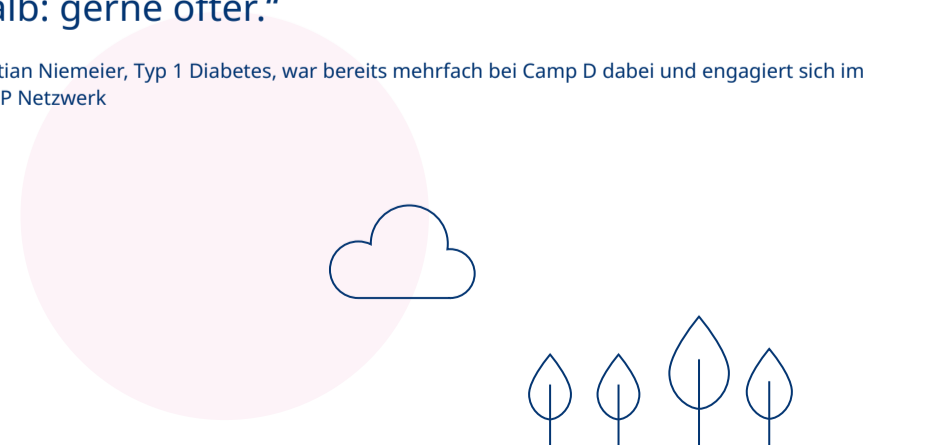 alb: gerne öfter.“
tian Niemeier, Typ 1 Diabetes, war bereits mehrfach bei Camp D dabei und engagiert sich im
P Netzwerk